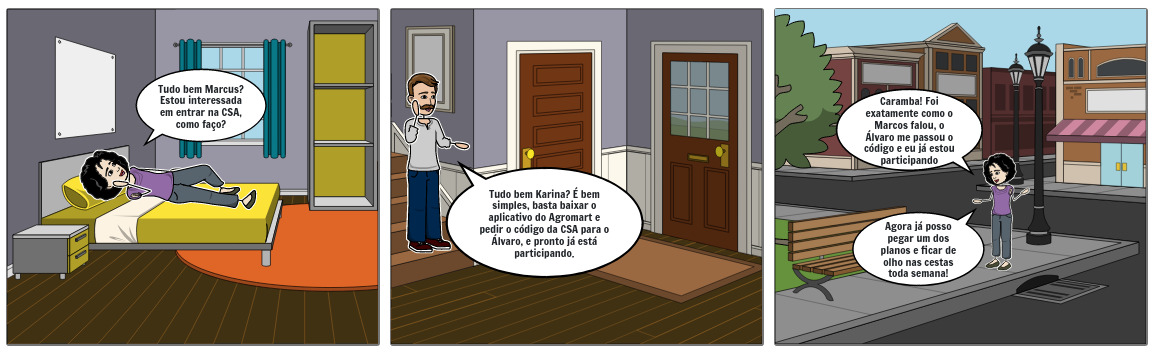 Tudo bem Marcus?
Estou interessada
em entrar na CSA,
como faço?
Tudo bem Karina? É bem
simples, basta baixar o
aplicativo do Agromart e
pedir o código da CSA para o
Álvaro, e pronto já está
participando.
Caramba! Foi
exatamente como o
Marcos falou, o
Álvaro me passou o
código e eu já estou
participando
Agora já posso
pegar um dos
planos e ficar de
olho nas cestas
toda semana!